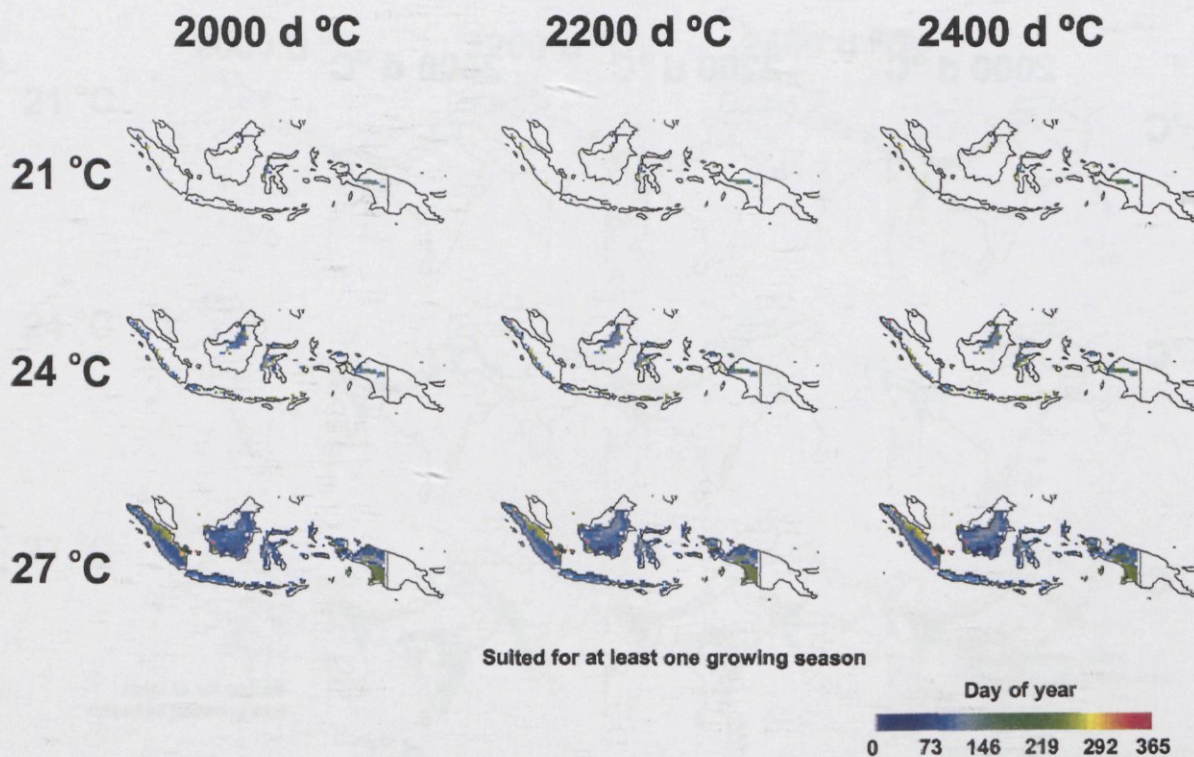 2000 d ºC 2200 d ºC 2400 d ºC
21 °C
24 °C
27 °C
Suited for at least one growing season
Day of year
0 73 146 219 292 365